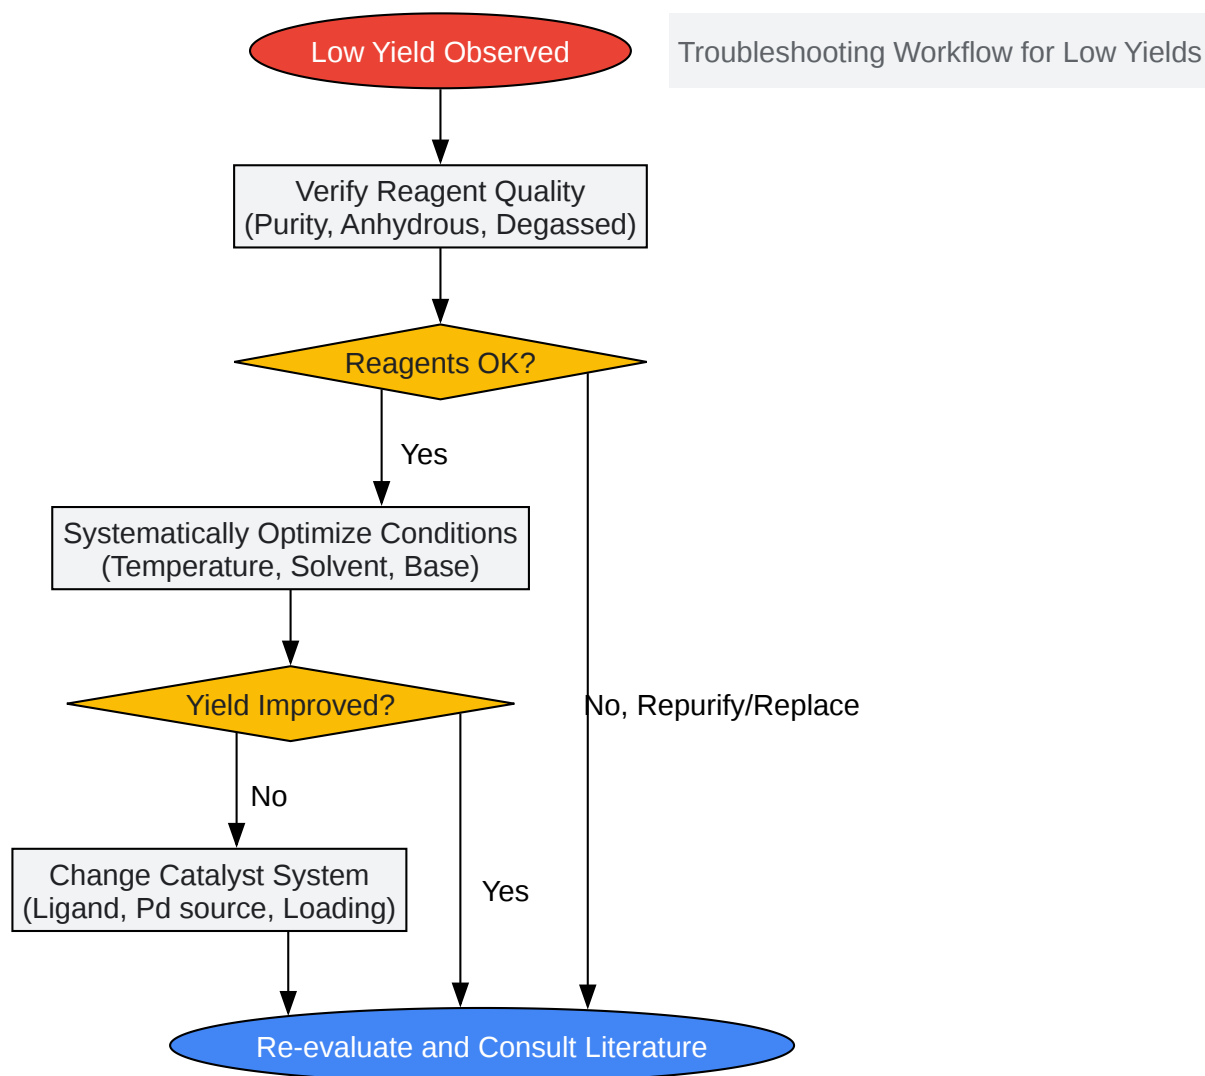 Low Yield Observed
Troubleshooting Workflow for Low Yields
Verify Reagent Quality
(Purity, Anhydrous, Degassed)
Reagents OK?
Yes
Systematically Optimize Conditions
(Temperature, Solvent, Base)
Yield Improved?
No, Repurify/Replace
No
Change Catalyst System
(Ligand, Pd source, Loading)
Yes
Re-evaluate and Consult Literature